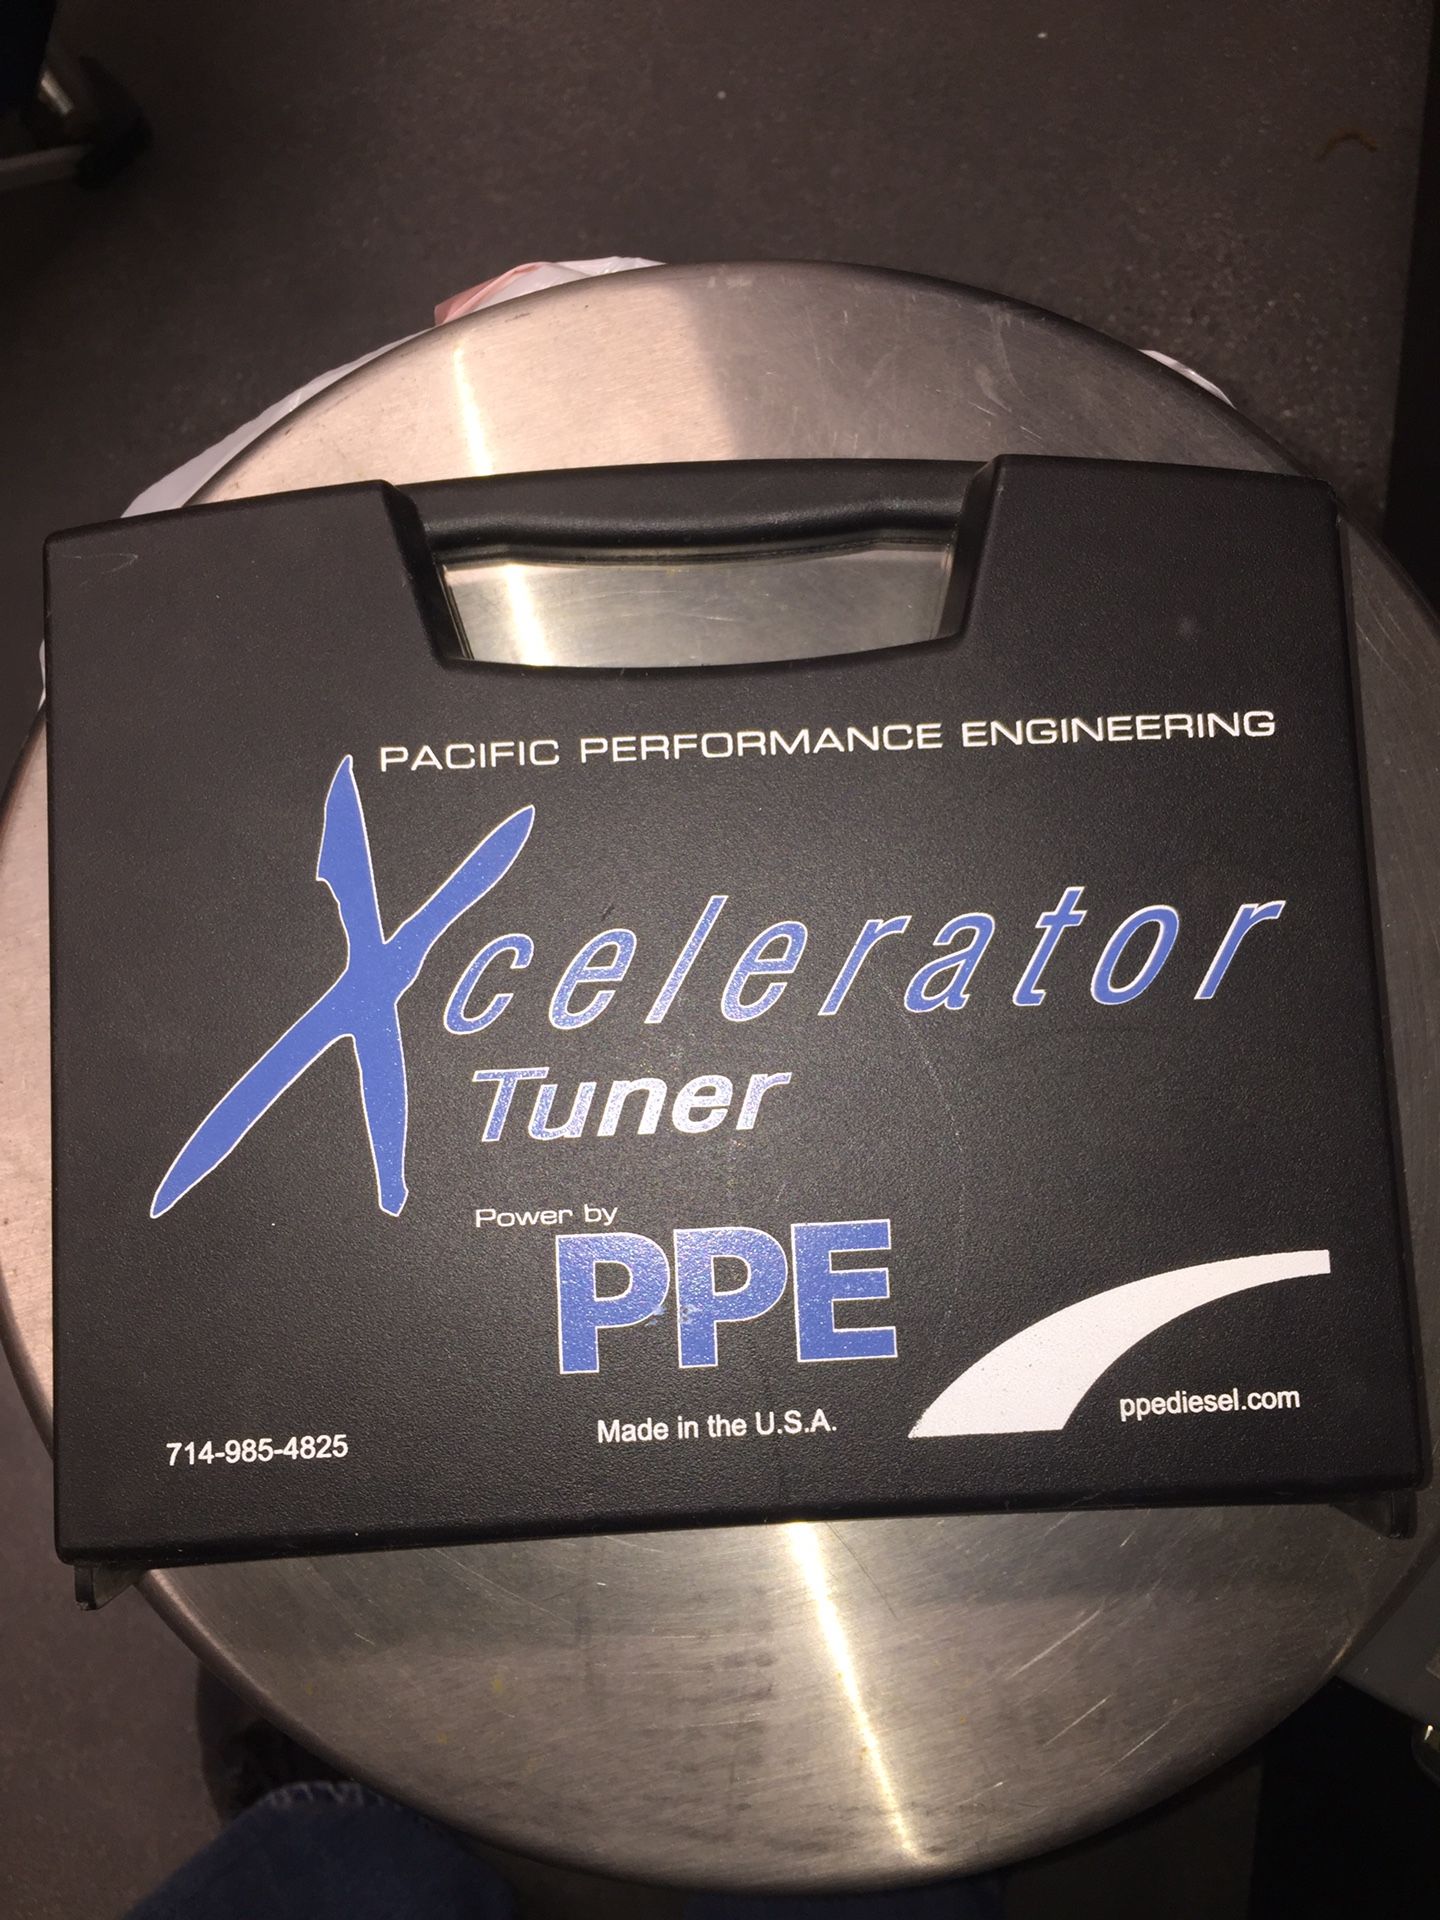 PACIFIC PERFORMANCE ENGINEERING
Xcelerator
Tuner
Power by
PPE
Made in the U.S.A.
714-985-4825
ppediesel.com